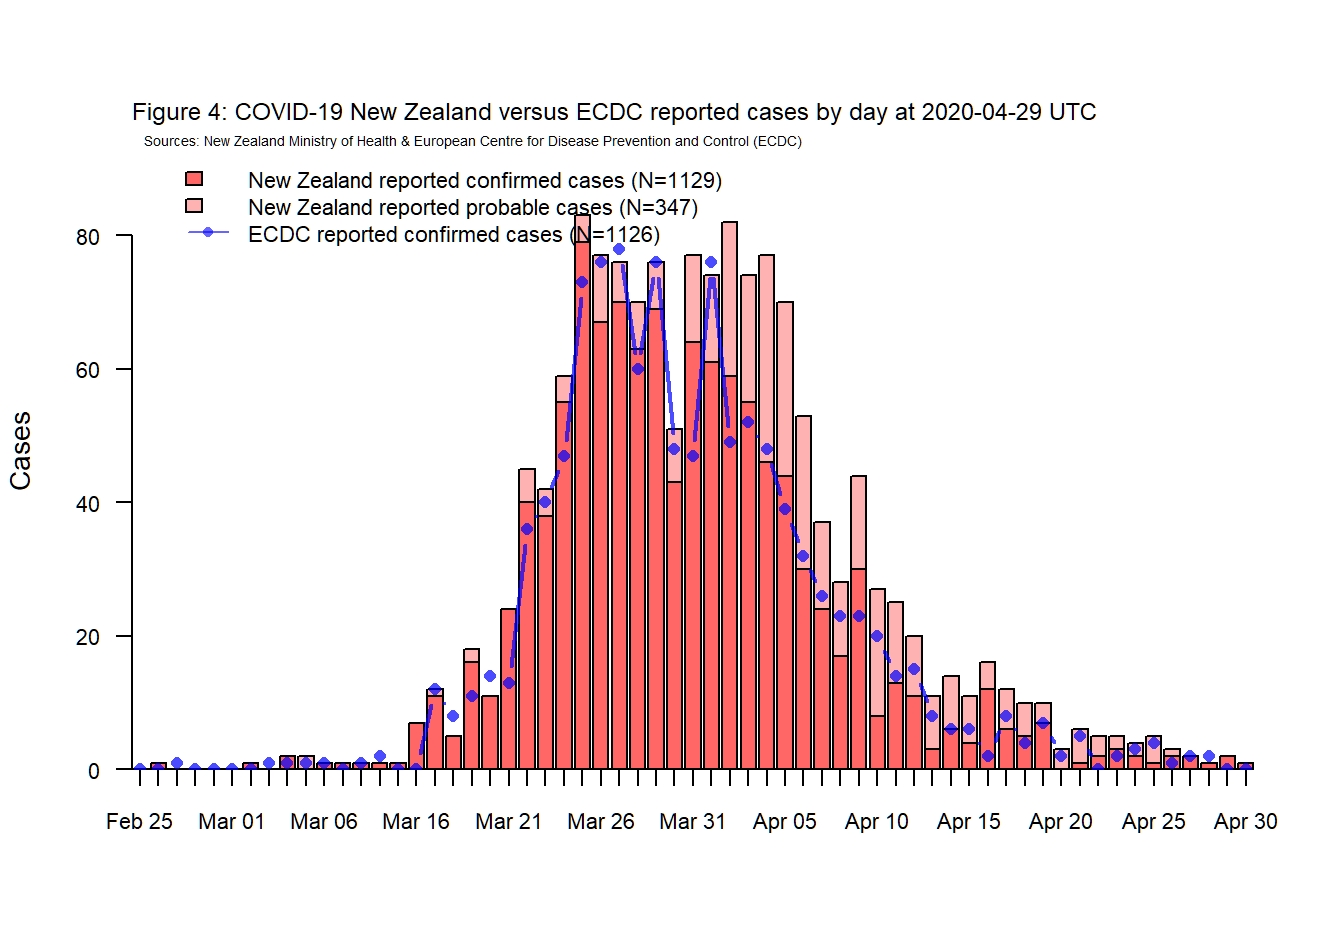 Figure 4: COVID-19 New Zealand versus ECDC reported cases by day at 2020-04-29 UTC
Sources: New Zealand Ministry of Health & European Centre for Disease Prevention and Control (ECDC)
New Zealand reported confirmed cases (N=1129)
New Zealand reported probable cases (N=347)
ECDC reported confirmed cases (N=1126)
Cases
80
60
40
20
0
Feb 25 Mar 01 Mar 06 Mar 16 Mar 21 Mar 26 Mar 31 Apr 05 Apr 10 Apr 15 Apr 20 Apr 25 Apr 30